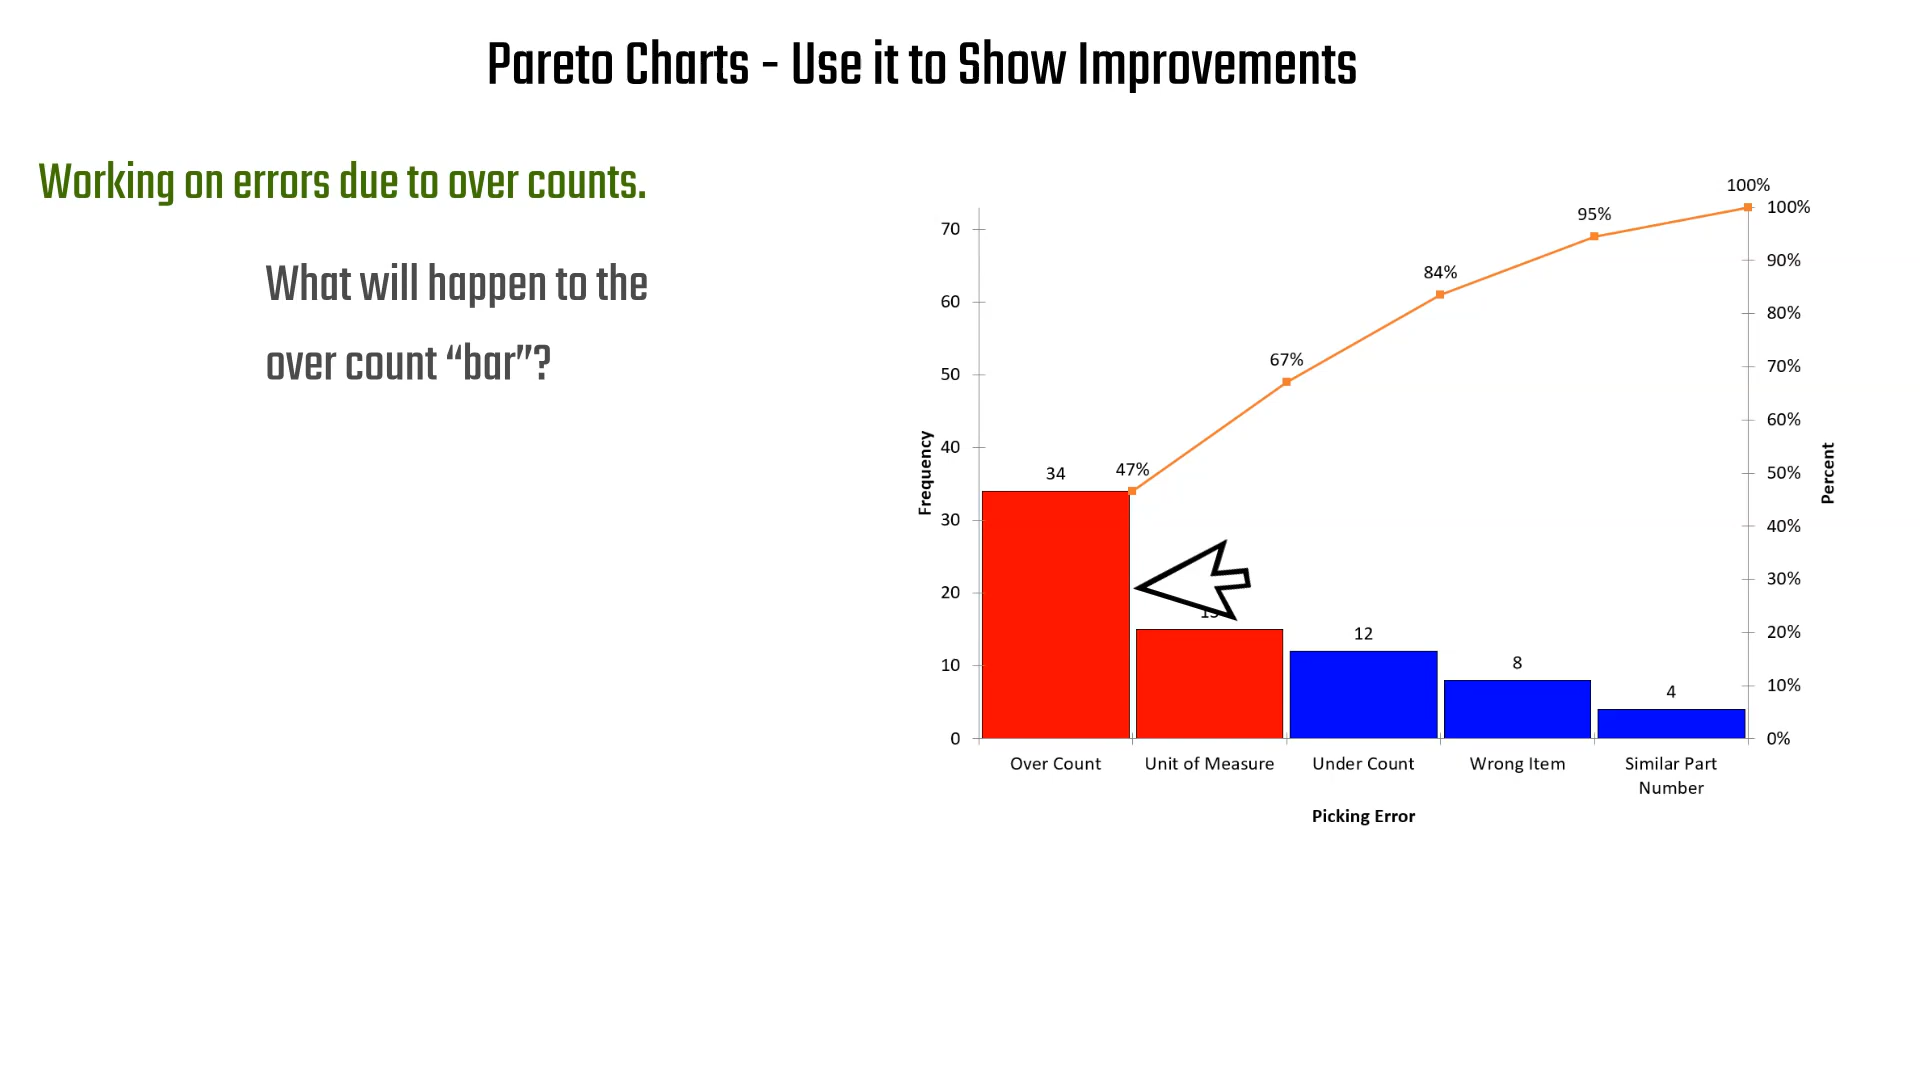 Pareto Charts - Use it to Show Improvements
Working on errors due to over counts.
What will happen to the
over count “bar”?
100%
100%
95%
70
90%
84%
60
80%
67%
70%
50
60%
40
50%
34
47%
Frequency
Percent
30
40%
20
30%
20%
12
10
8
10%
4
0
0%
Over Count
Unit of Measure
Under Count
Wrong Item
Similar Part
Number
Picking Error